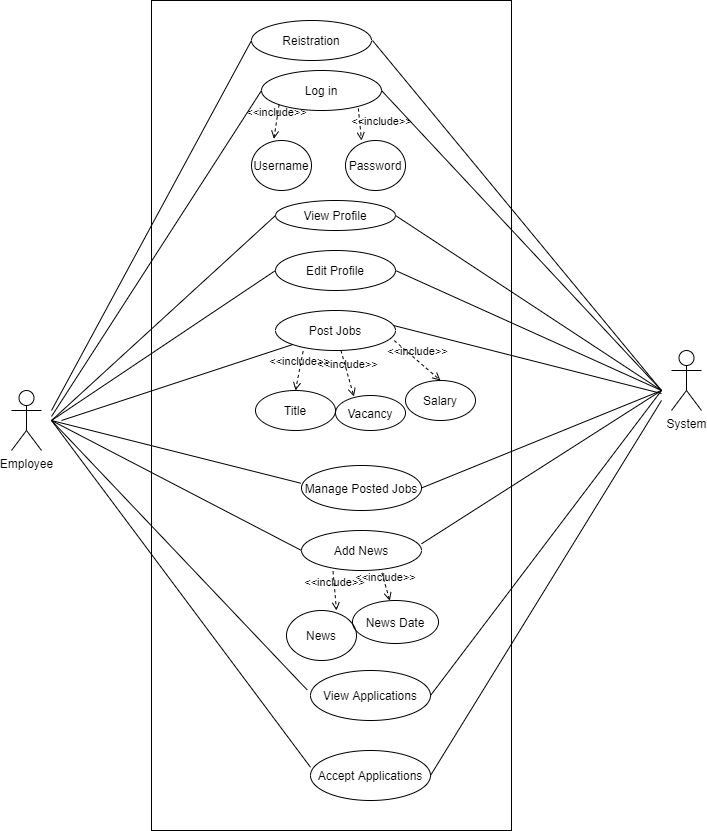 Reistration
Log in
<<include>>
<<include>>
Username
Password
View Profile
Edit Profile
Post Jobs
<<include>>
<<include>>
<<include>>
Title
Vacancy
Salary
Employee
System
Manage Posted Jobs
Add News
<<include>>
<<include>>
News
News Date
View Applications
Accept Applications